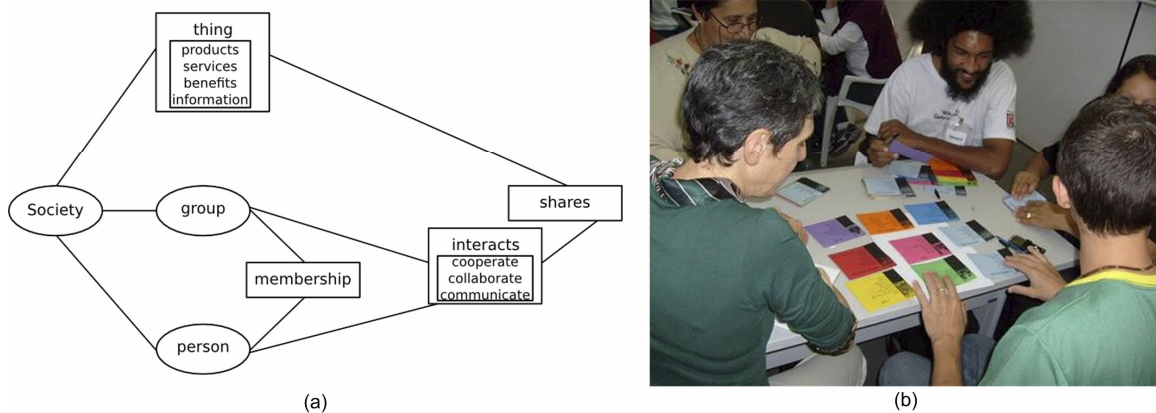 thing
products
services
benefits
information
Society
group
shares
interacts
cooperate
collaborate
communicate
membership
person
(a)
(b)